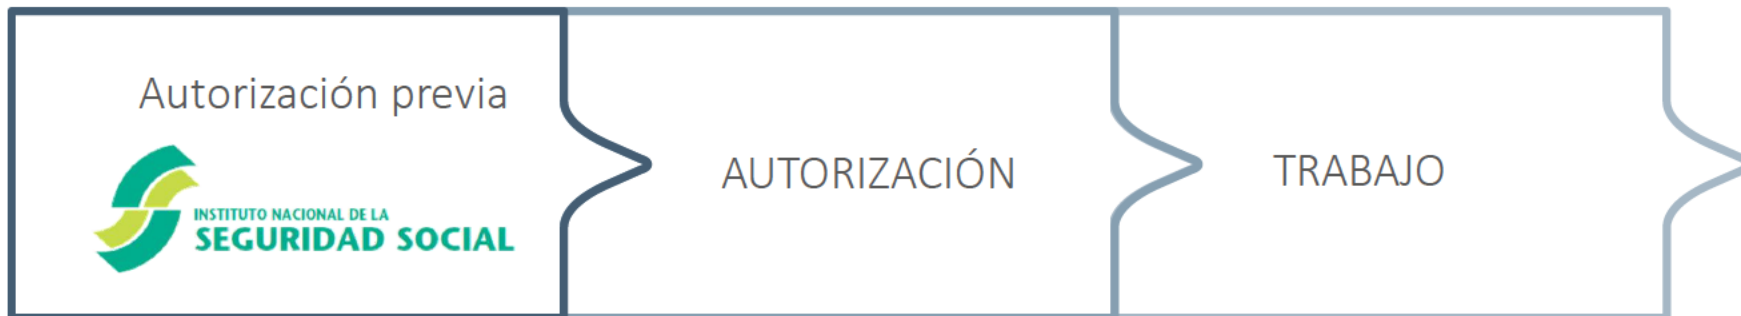 Autorización previa
INSTITUTO NACIONAL DE LA
SEGURIDAD SOCIAL
AUTORIZACIÓN
TRABAJO